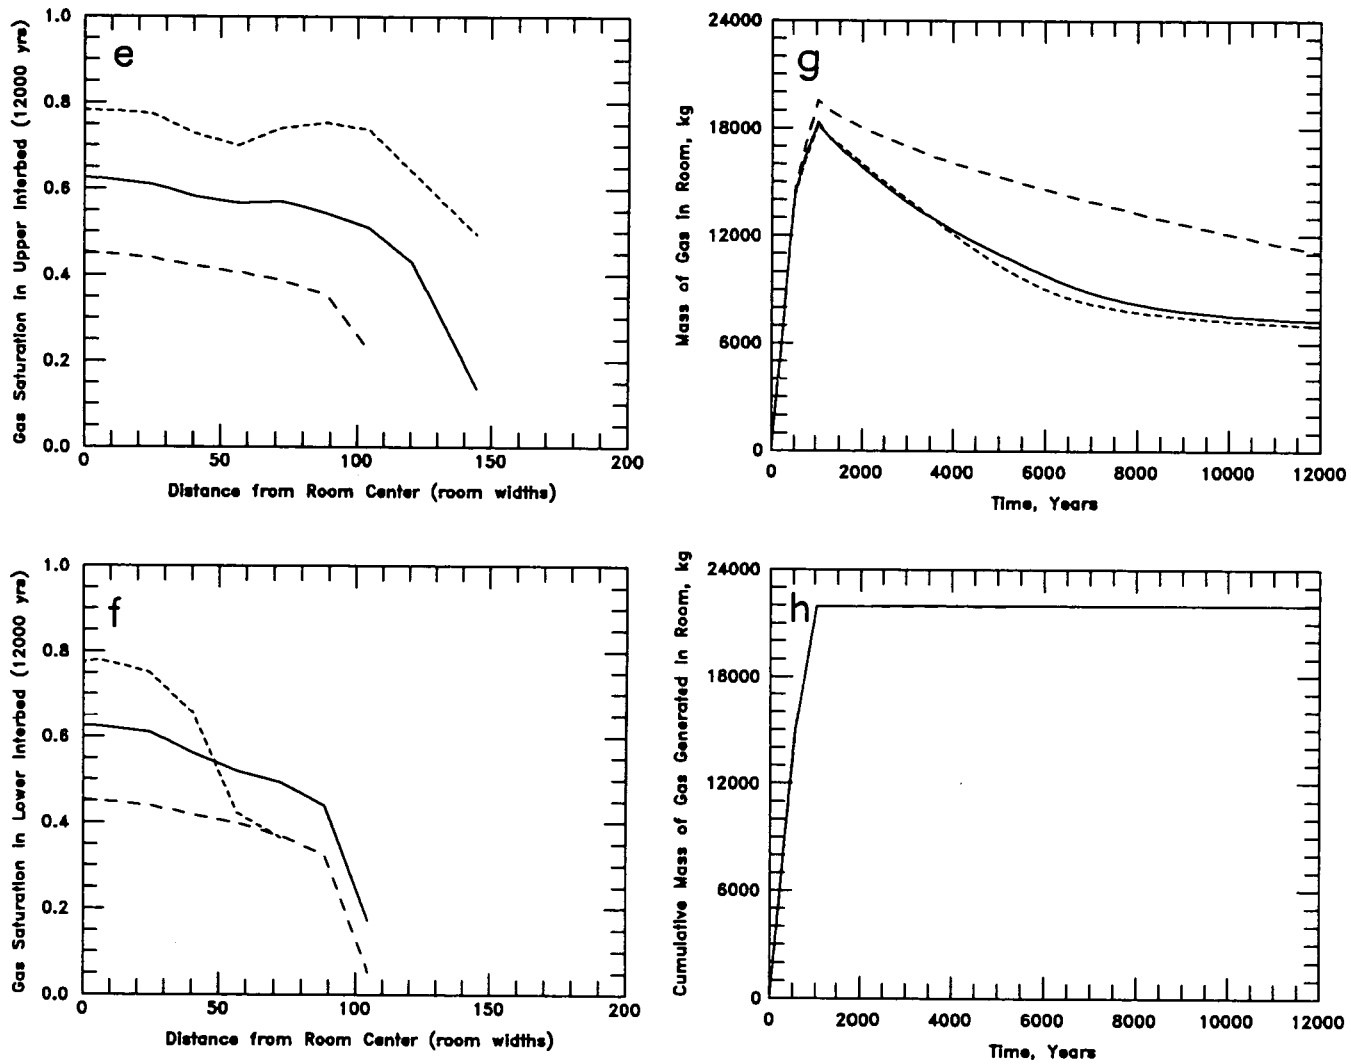 e
Gas Saturation in Upper Interbed (12000 yrs)
1.0
0.8
0.6
0.4
0.2
0.0
0 50 100 150 200
Distance from Room Center (room widths)
g
Mass of Gas in Room, kg
24000
18000
12000
6000
0
0 2000 4000 6000 8000 10000 12000
Time, Years
f
Gas Saturation in Lower Interbed (12000 yrs)
1.0
0.8
0.6
0.4
0.2
0.0
0 50 100 150 200
Distance from Room Center (room widths)
h
Cumulative Mass of Gas Generated in Room, kg
24000
18000
12000
6000
0
0 2000 4000 6000 8000 10000 12000
Time, Years